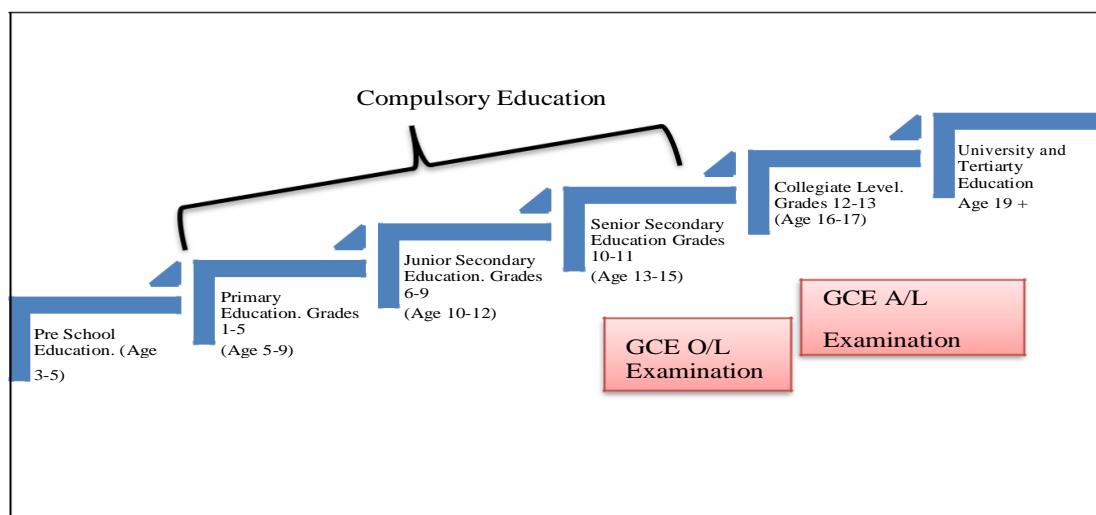 Compulsory Education
Pre School
Education. (Age
3-5)
Primary
Education. Grades
1-5
(Age 5-9)
Junior Secondary
Education. Grades
6-9
(Age 10-12)
Senior Secondary
Education Grades
10-11
(Age 13-15)
Collegiate Level.
Grades 12-13
(Age 16-17)
University and
Tertiarty
Education
Age 19 +
GCE O/L
Examination
GCE A/L
Examination